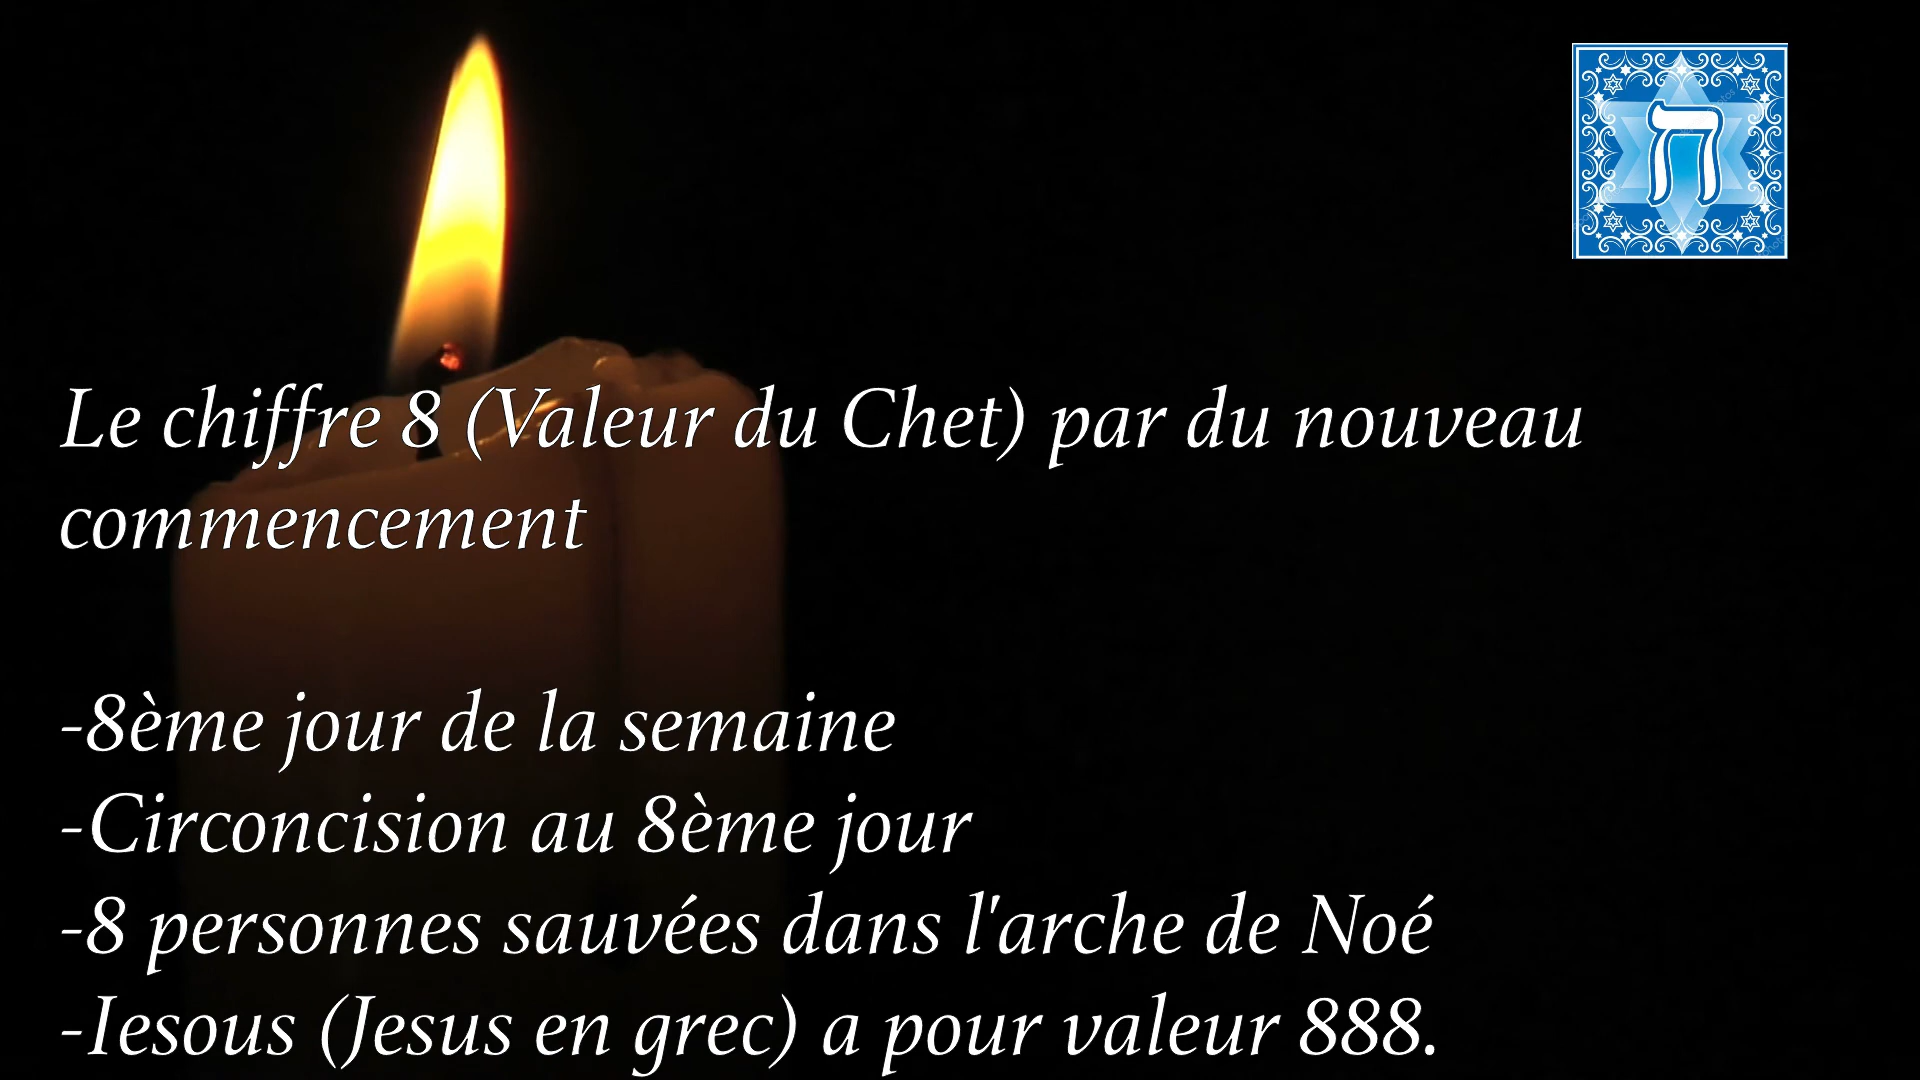 ח
Le chiffre 8 (Valeur du Chet) par du nouveau
commencement
-8ème jour de la semaine
-Circoncision au 8ème jour
-8 personnes sauvées dans l'arche de Noé
-Iesous (Jesus en grec) a pour valeur 888.